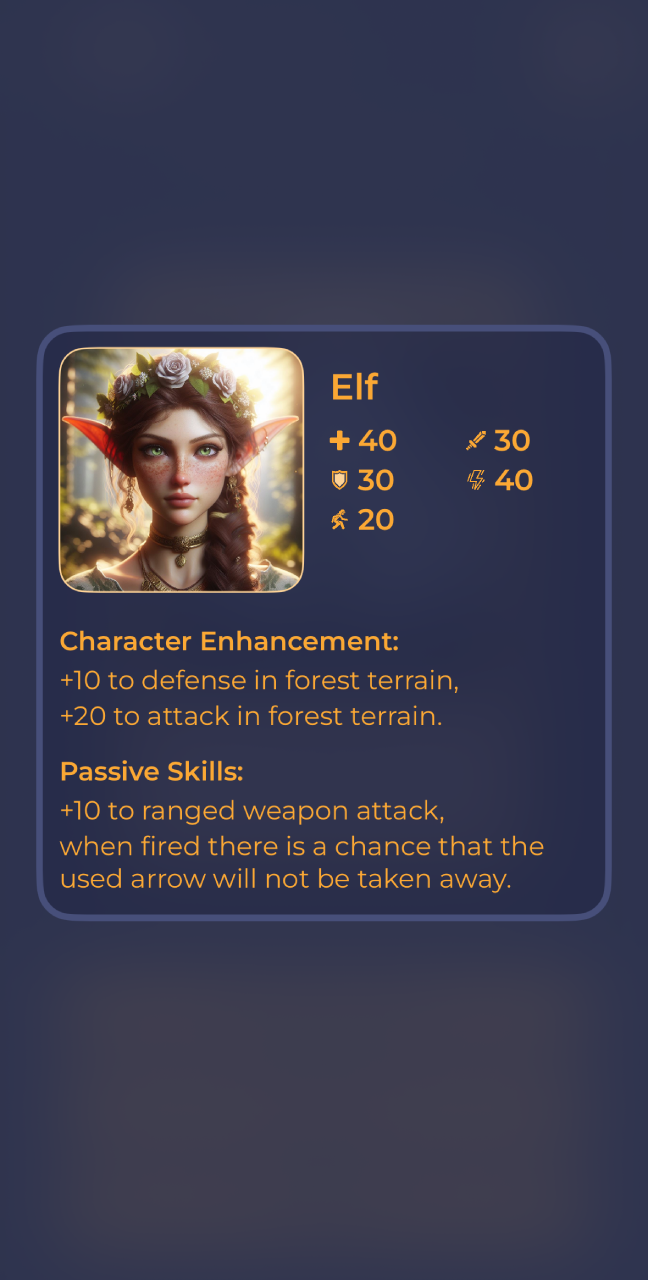 Elf
40 30
30 40
20
Character Enhancement:
+10 to defense in forest terrain,
+20 to attack in forest terrain.
Passive Skills:
+10 to ranged weapon attack,
when fired there is a chance that the
used arrow will not be taken away.